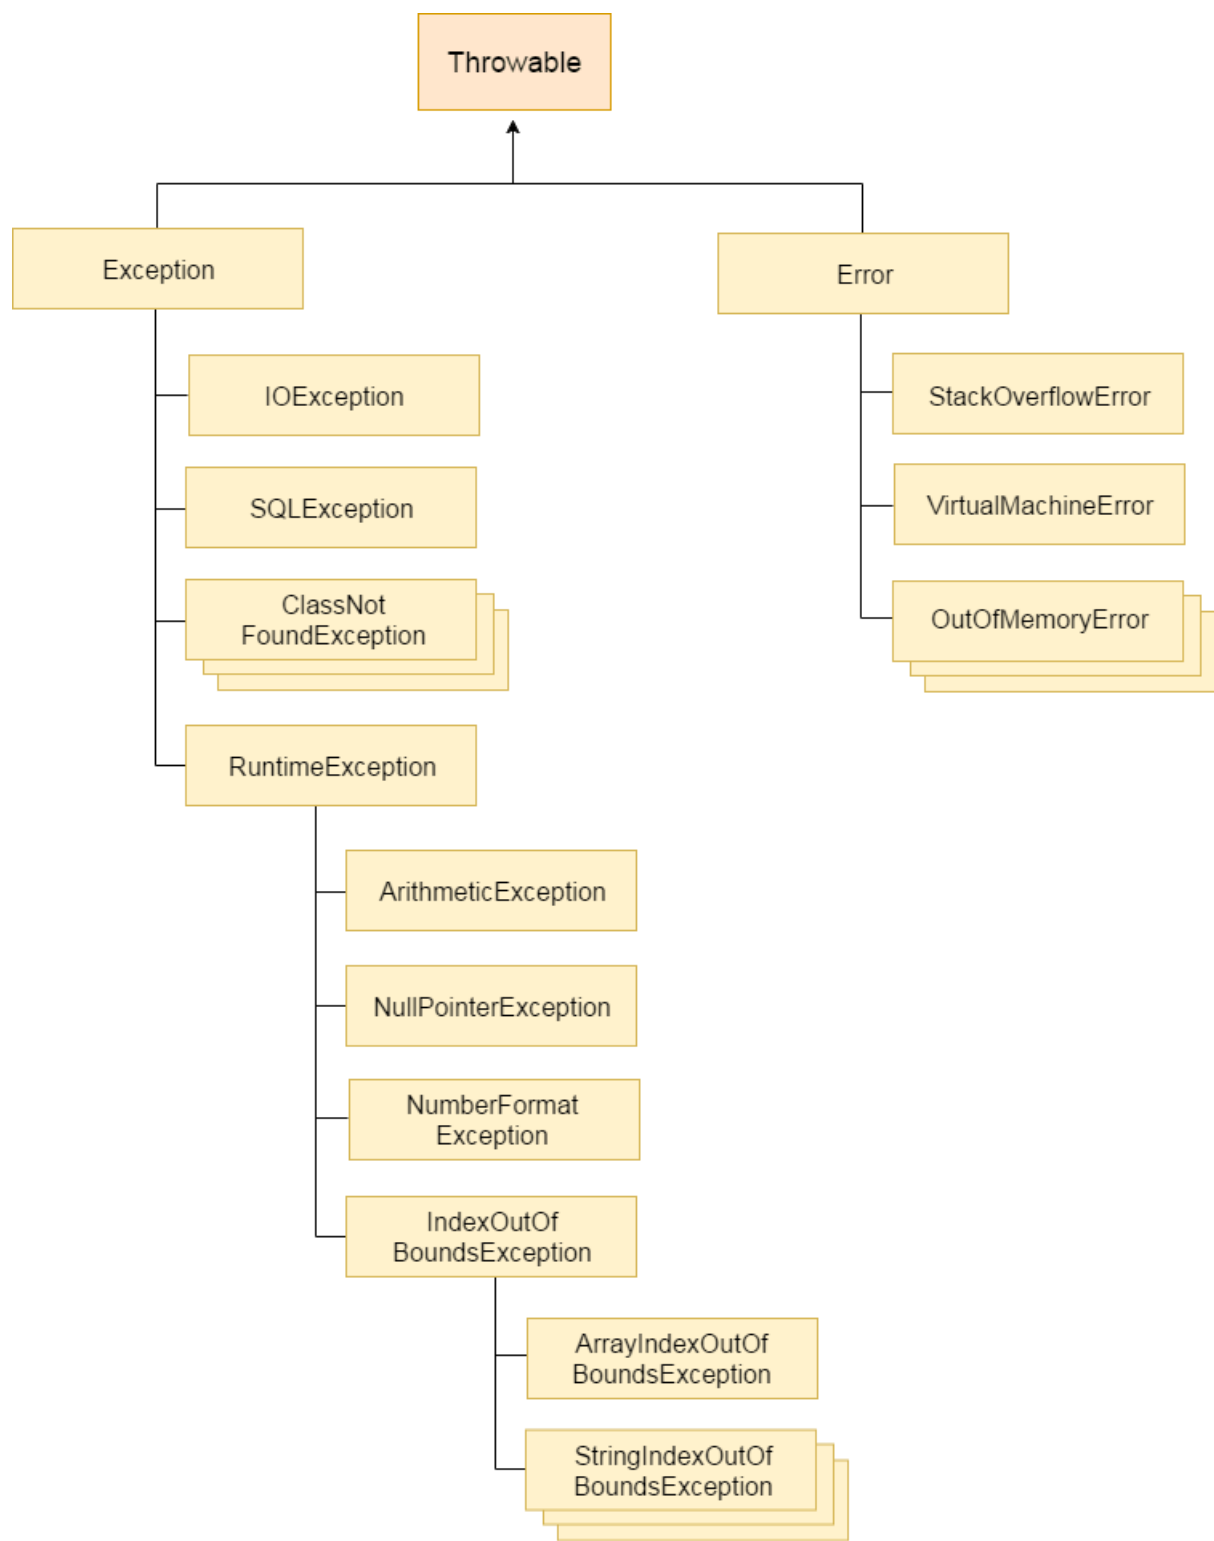 Throwable
Exception
Error
IOException
StackOverflowError
SQLException
VirtualMachineError
ClassNot
FoundException
OutOfMemoryError
RuntimeException
ArithmeticException
NullPointerException
NumberFormat
Exception
IndexOutOf
BoundsException
ArrayIndexOutOf
BoundsException
StringIndexOutOf
BoundsException